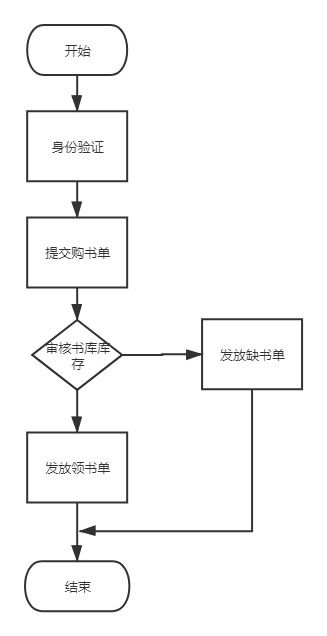 开始
身份验证
提交购书单
审核书库库
存
发放缺书单
发放领书单
结束